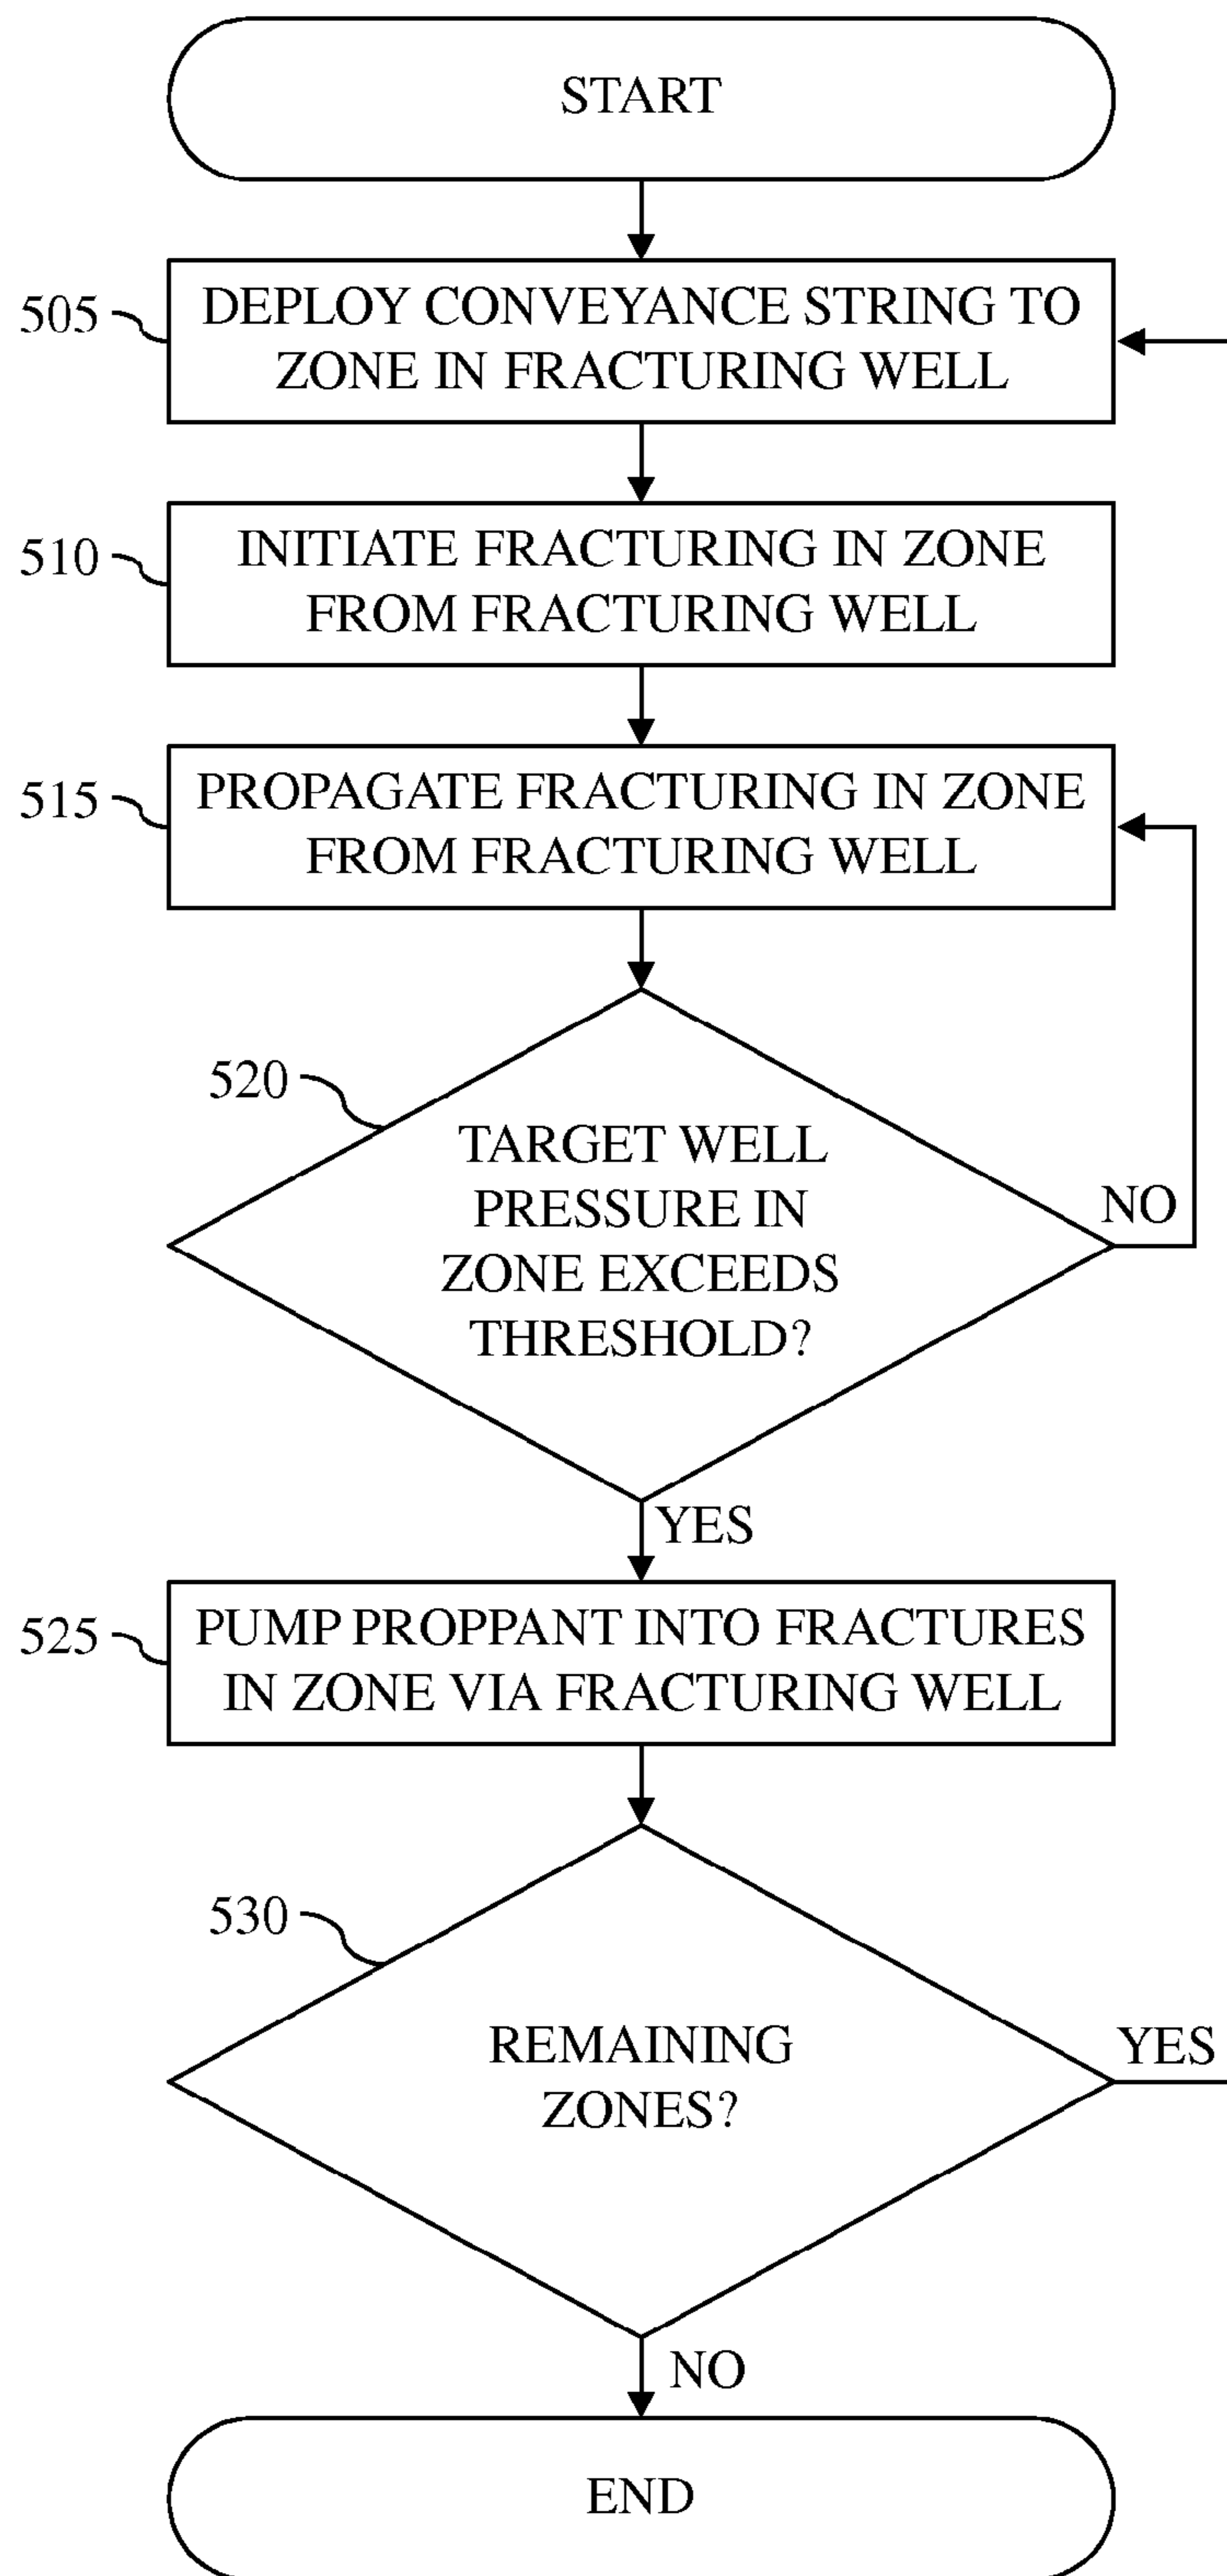 START
505
DEPLOY CONVEYANCE STRING TO
ZONE IN FRACTURING WELL
510
INITIATE FRACTURING IN ZONE
FROM FRACTURING WELL
515
PROPAGATE FRACTURING IN ZONE
FROM FRACTURING WELL
520
TARGET WELL
PRESSURE IN
ZONE EXCEEDS
THRESHOLD?
NO
YES
525
PUMP PROPPANT INTO FRACTURES
IN ZONE VIA FRACTURING WELL
530
REMAINING
ZONES?
YES
NO
END